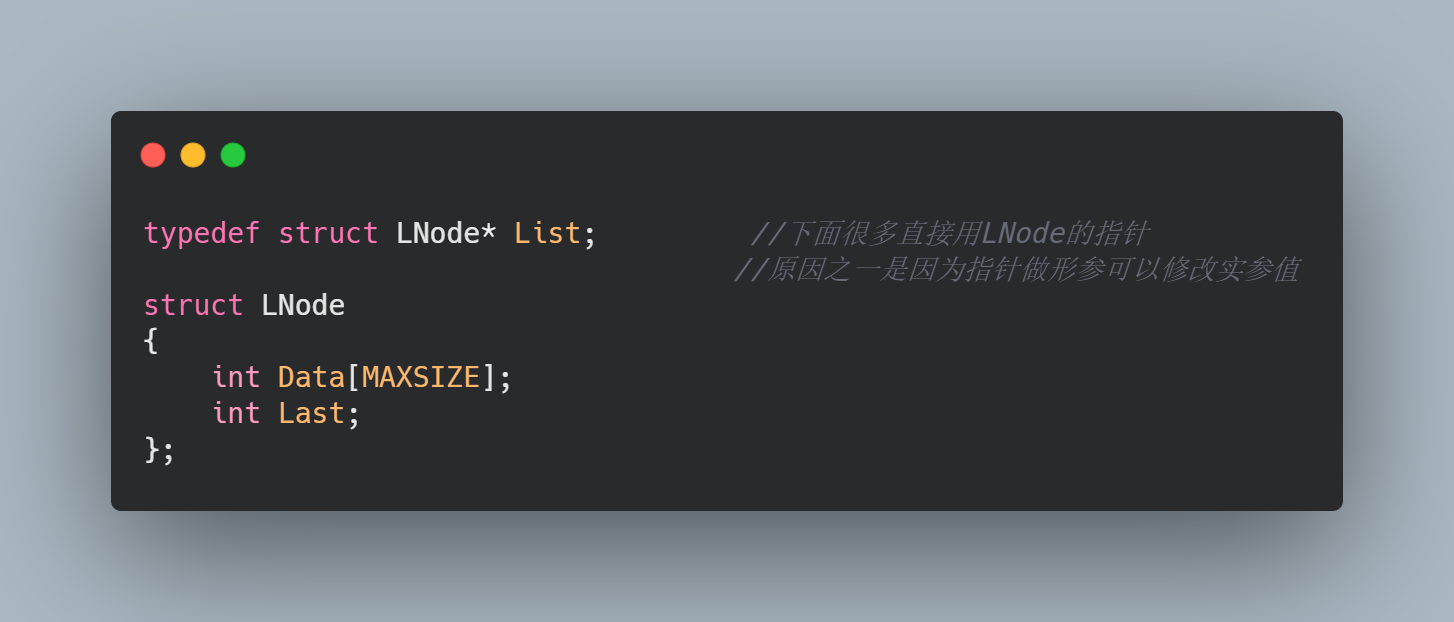 typedef struct LNode* List;         //下面很多直接用LNode的指针
                                   //原因之一是因为指针做形参可以修改实参值
struct LNode
{
    int Data[MAXSIZE];
    int Last;
};